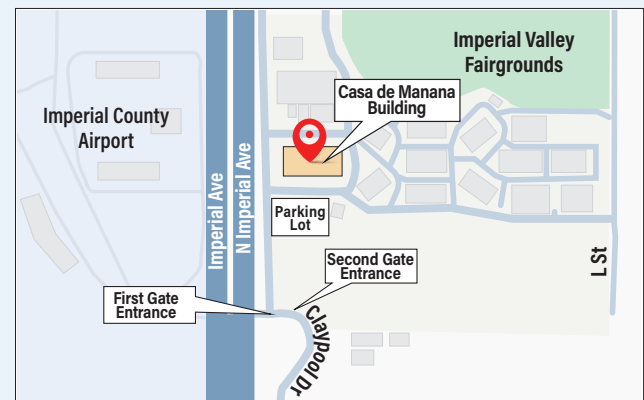 Imperial Valley
Fairgrounds
Casa de Manana
Building
Imperial County
Airport
Imperial Ave
N Imperial Ave
Parking
Lot
L St
Second Gate
Entrance
First Gate
Entrance
Claypool Dr